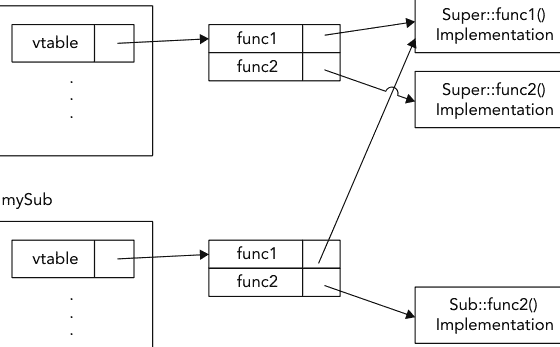 vtable
.
.
.
func1
func2
Super::func1()
Implementation
Super::func2()
Implementation
mySub
vtable
.
.
.
func1
func2
Sub::func2()
Implementation